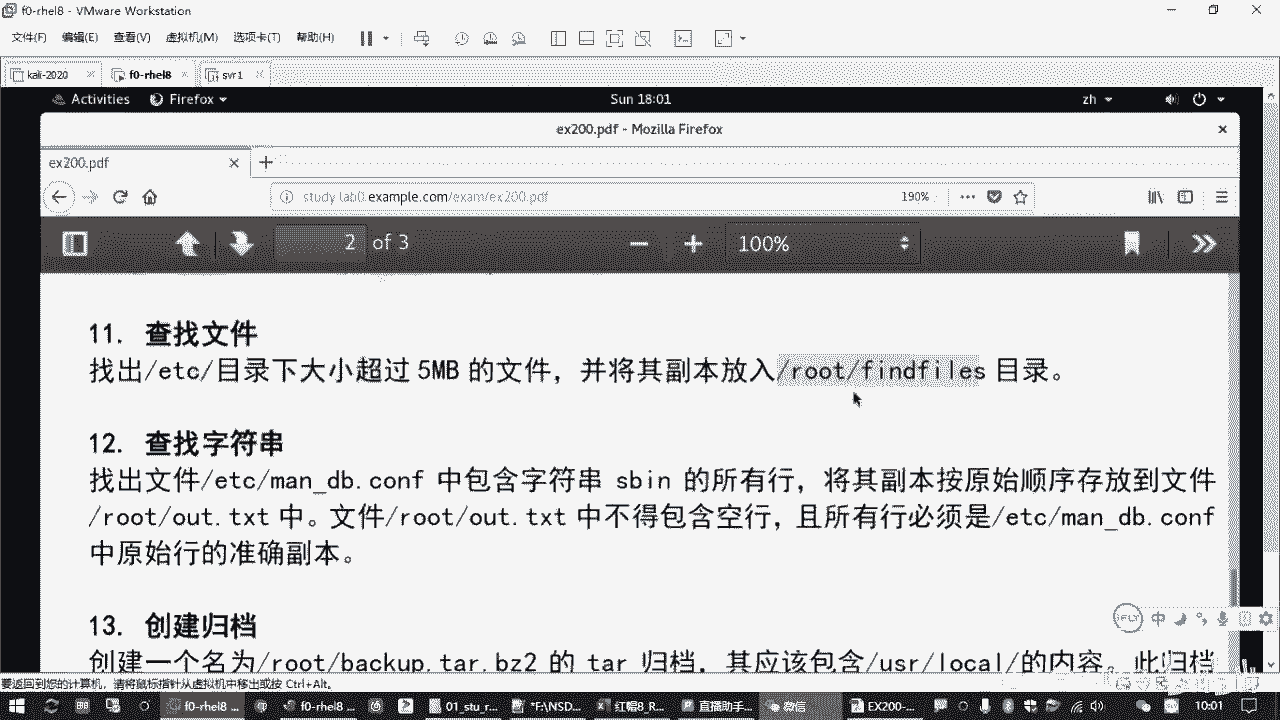 f0-rhel8 - VMware Workstation
文件(F) 编辑(E) 查看(V) 虚拟机(M) 选项卡(T) 帮助(H)
kali-2020 f0-rhel8 svr1
Activities Firefox Sun 18:01 zh
ex200.pdf - Mozilla Firefox
ex200.pdf
study.lab0.example.com/exam/ex200.pdf 190%
2 of 3 100%
11. 查找文件
找出/etc/目录下大小超过 5MB 的文件，并将其副本放入/root/findfiles 目录。
12. 查找字符串
找出文件/etc/man_db.conf 中包含字符串 sbin 的所有行，将其副本按原始顺序存放到文件
/root/out.txt 中。文件/root/out.txt 中不得包含空行，且所有行必须是/etc/man_db.conf
中原始行的准确副本。
13. 创建归档
创建一个名为/root/backup.tar.bz2 的 tar 归档，其应该包含/usr/local/的内容。此归档
iFLY 中
要返回到您的计算机，请将鼠标指针从虚拟机中移出或按 Ctrl+Alt。
f0-rhel8 ... f0-rhel8 ... 01_stu_r... *F:\NSD... 红帽8_R... 直播助手... 微信 EX200-... 中 10:01